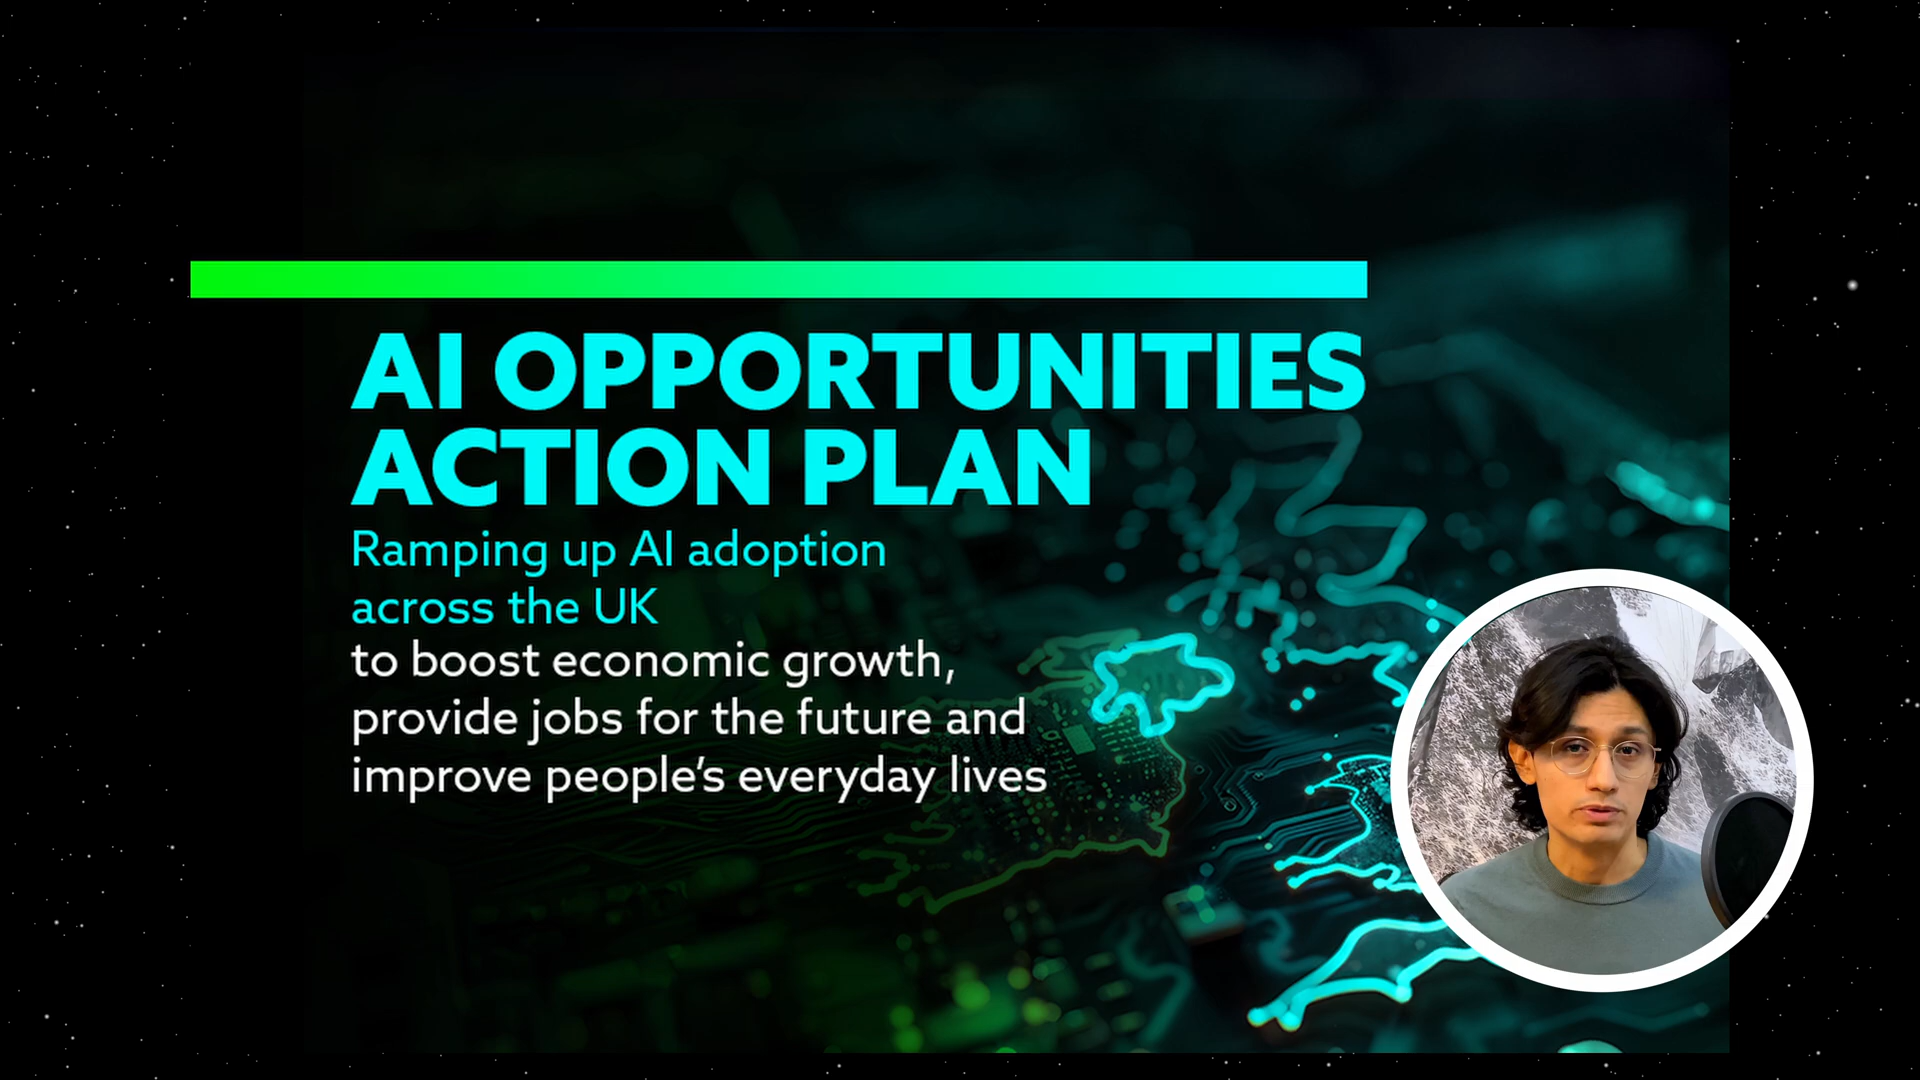 AI OPPORTUNITIES
ACTION PLAN
Ramping up AI adoption
across the UK
to boost economic growth,
provide jobs for the future and
improve people’s everyday lives